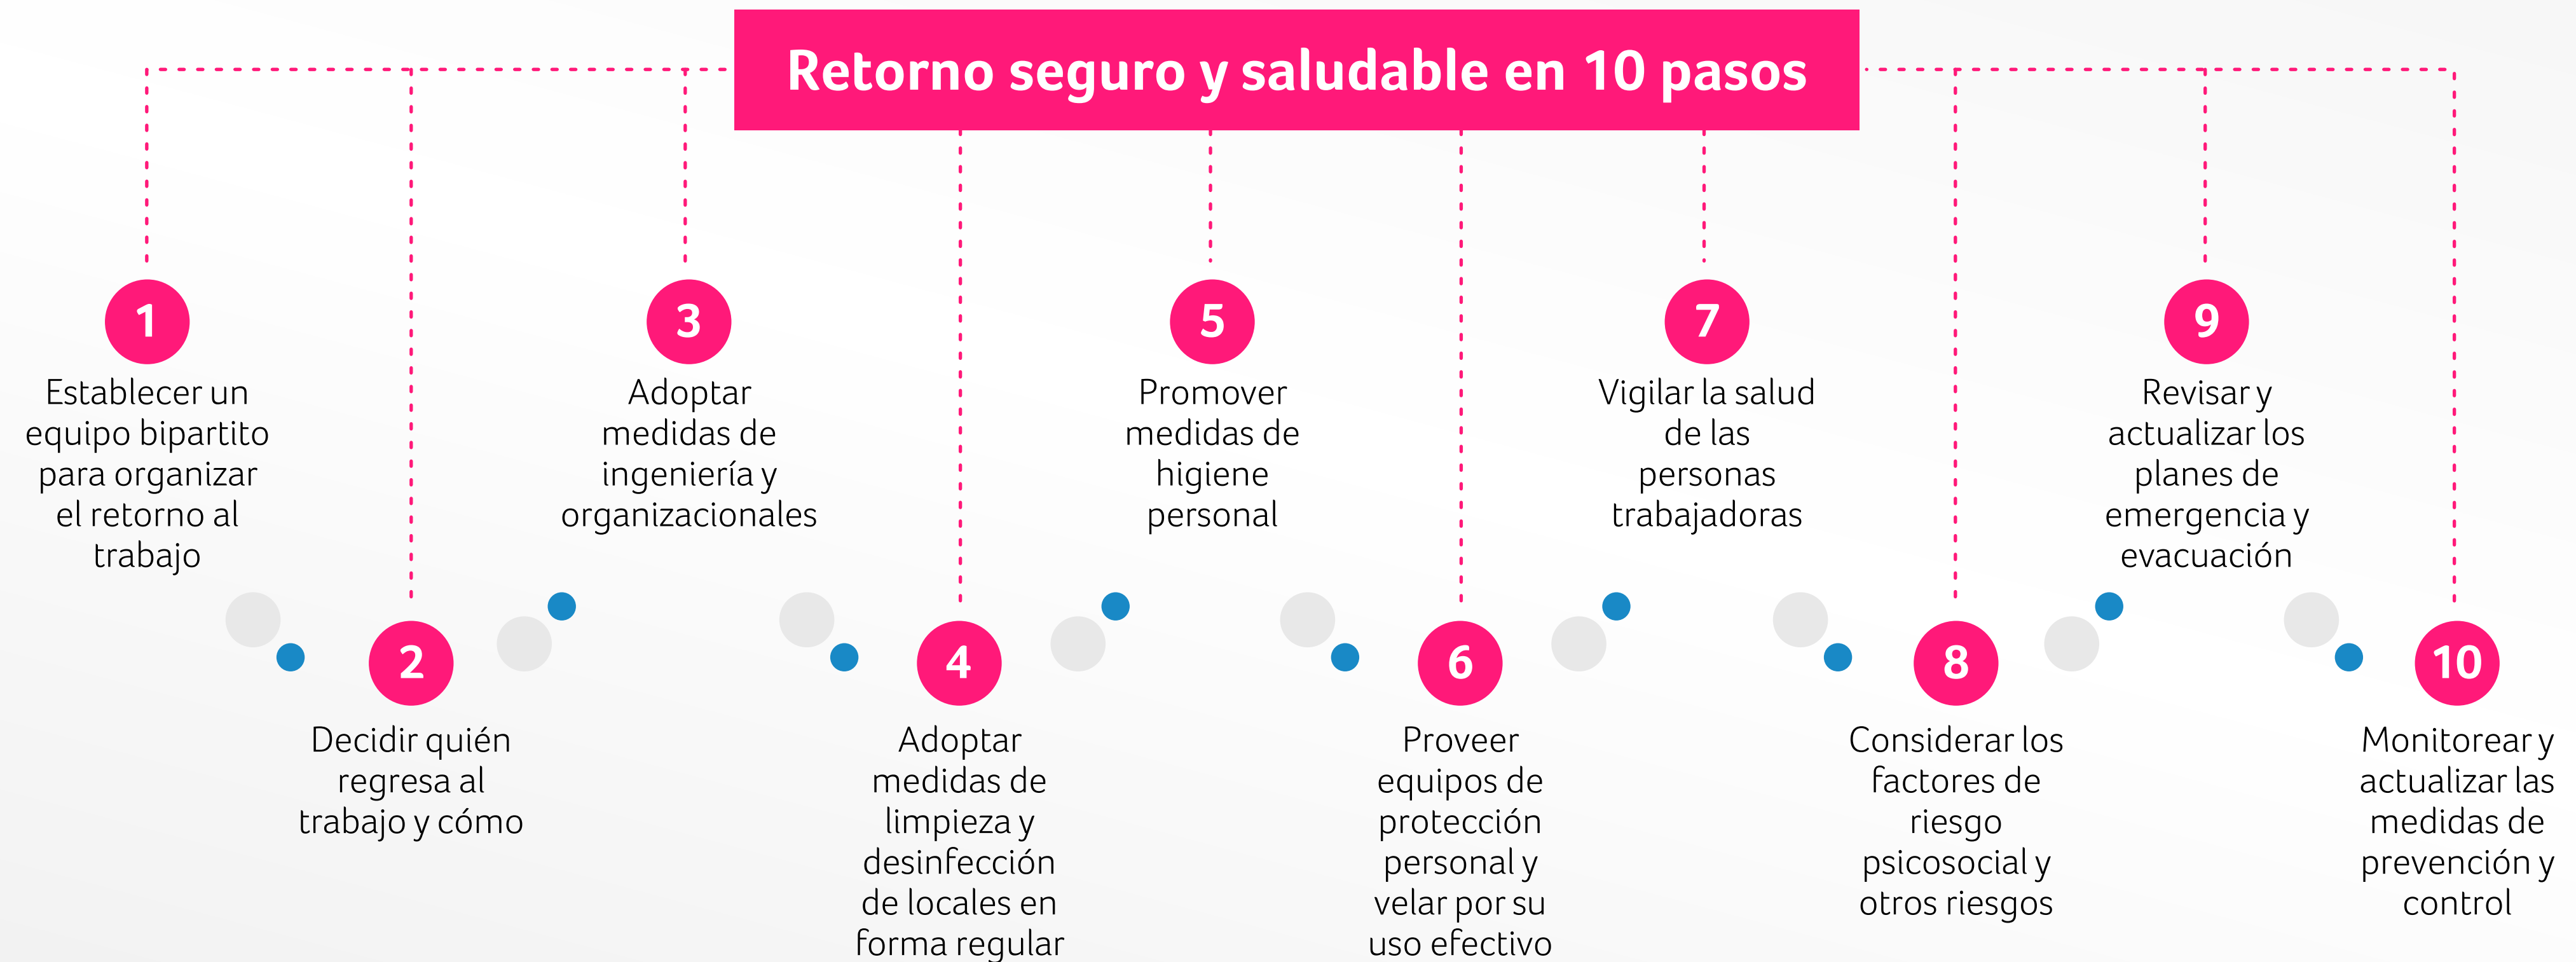 Retorno seguro y saludable en 10 pasos
1
Establecer un
equipo bipartito
para organizar
el retorno al
trabajo
2
Decidir quién
regresa al
trabajo y cómo
3
Adoptar
medidas de
ingeniería y
organizacionales
4
Adoptar
medidas de
limpieza y
desinfección
de locales en
forma regular
5
Promover
medidas de
higiene
personal
6
Proveer
equipos de
protección
personal y
velar por su
uso efectivo
7
Vigilar la salud
de las
personas
trabajadoras
8
Considerar los
factores de
riesgo
psicosocial y
otros riesgos
9
Revisar y
actualizar los
planes de
emergencia y
evacuación
10
Monitorear y
actualizar las
medidas de
prevención y
control